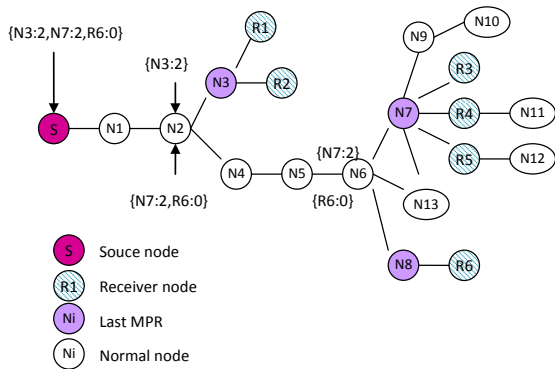 {N3:2,N7:2,R6:0}
{N3:2}
R1
N3
R2
N9
N10
R3
S
N1
N2
N7
R4
N11
{N7:2}
R5
N12
N4
N5
N6
{N7:2,R6:0}
{R6:0}
N13
S Souce node
N8
R6
R1 Receiver node
Ni Last MPR
Ni Normal node